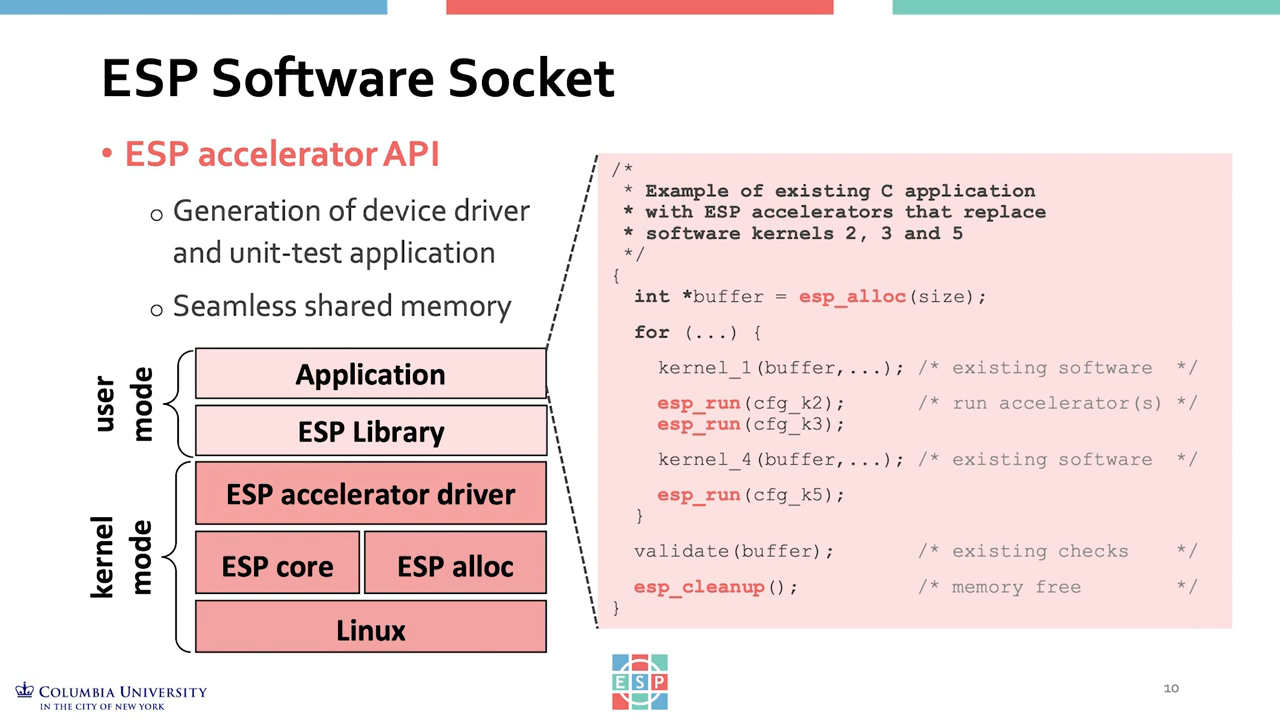 ESP Software Socket
• ESP accelerator API
o Generation of device driver
and unit-test application
o Seamless shared memory
user
mode
Application
ESP Library
kernel
mode
ESP accelerator driver
ESP core
ESP alloc
Linux
/*
* Example of existing C application
* with ESP accelerators that replace
* software kernels 2, 3 and 5
*/
{
int *buffer = esp_alloc(size);
for (...) {
kernel_1(buffer,...); /* existing software */
esp_run(cfg_k2); /* run accelerator(s) */
esp_run(cfg_k3);
kernel_4(buffer,...); /* existing software */
esp_run(cfg_k5);
}
validate(buffer); /* existing checks */
esp_cleanup(); /* memory free */
}
COLUMBIA UNIVERSITY
IN THE CITY OF NEW YORK
ESP
10